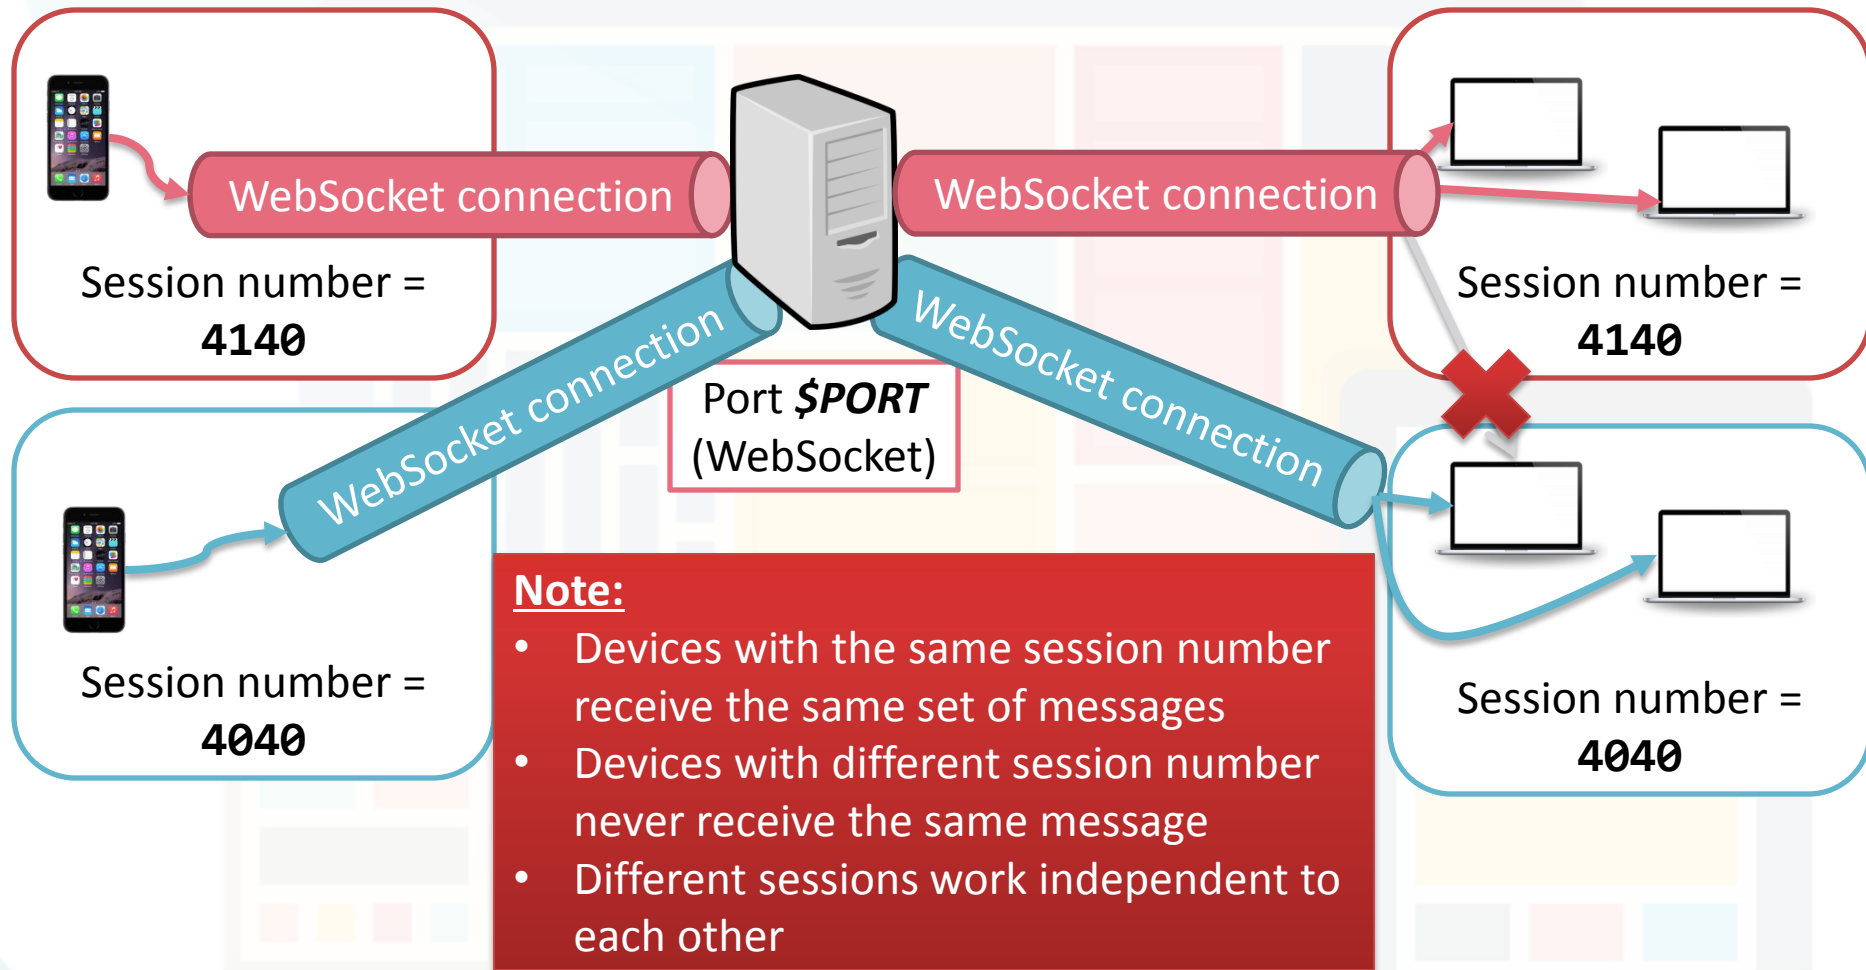 WebSocket connection
WebSocket connection
Session number =
4140
Session number =
4140
WebSocket connection
WebSocket connection
Port $PORT
(WebSocket)
Session number =
4040
Session number =
4040
Note:
• Devices with the same session number
receive the same set of messages
• Devices with different session number
never receive the same message
• Different sessions work independent to
each other